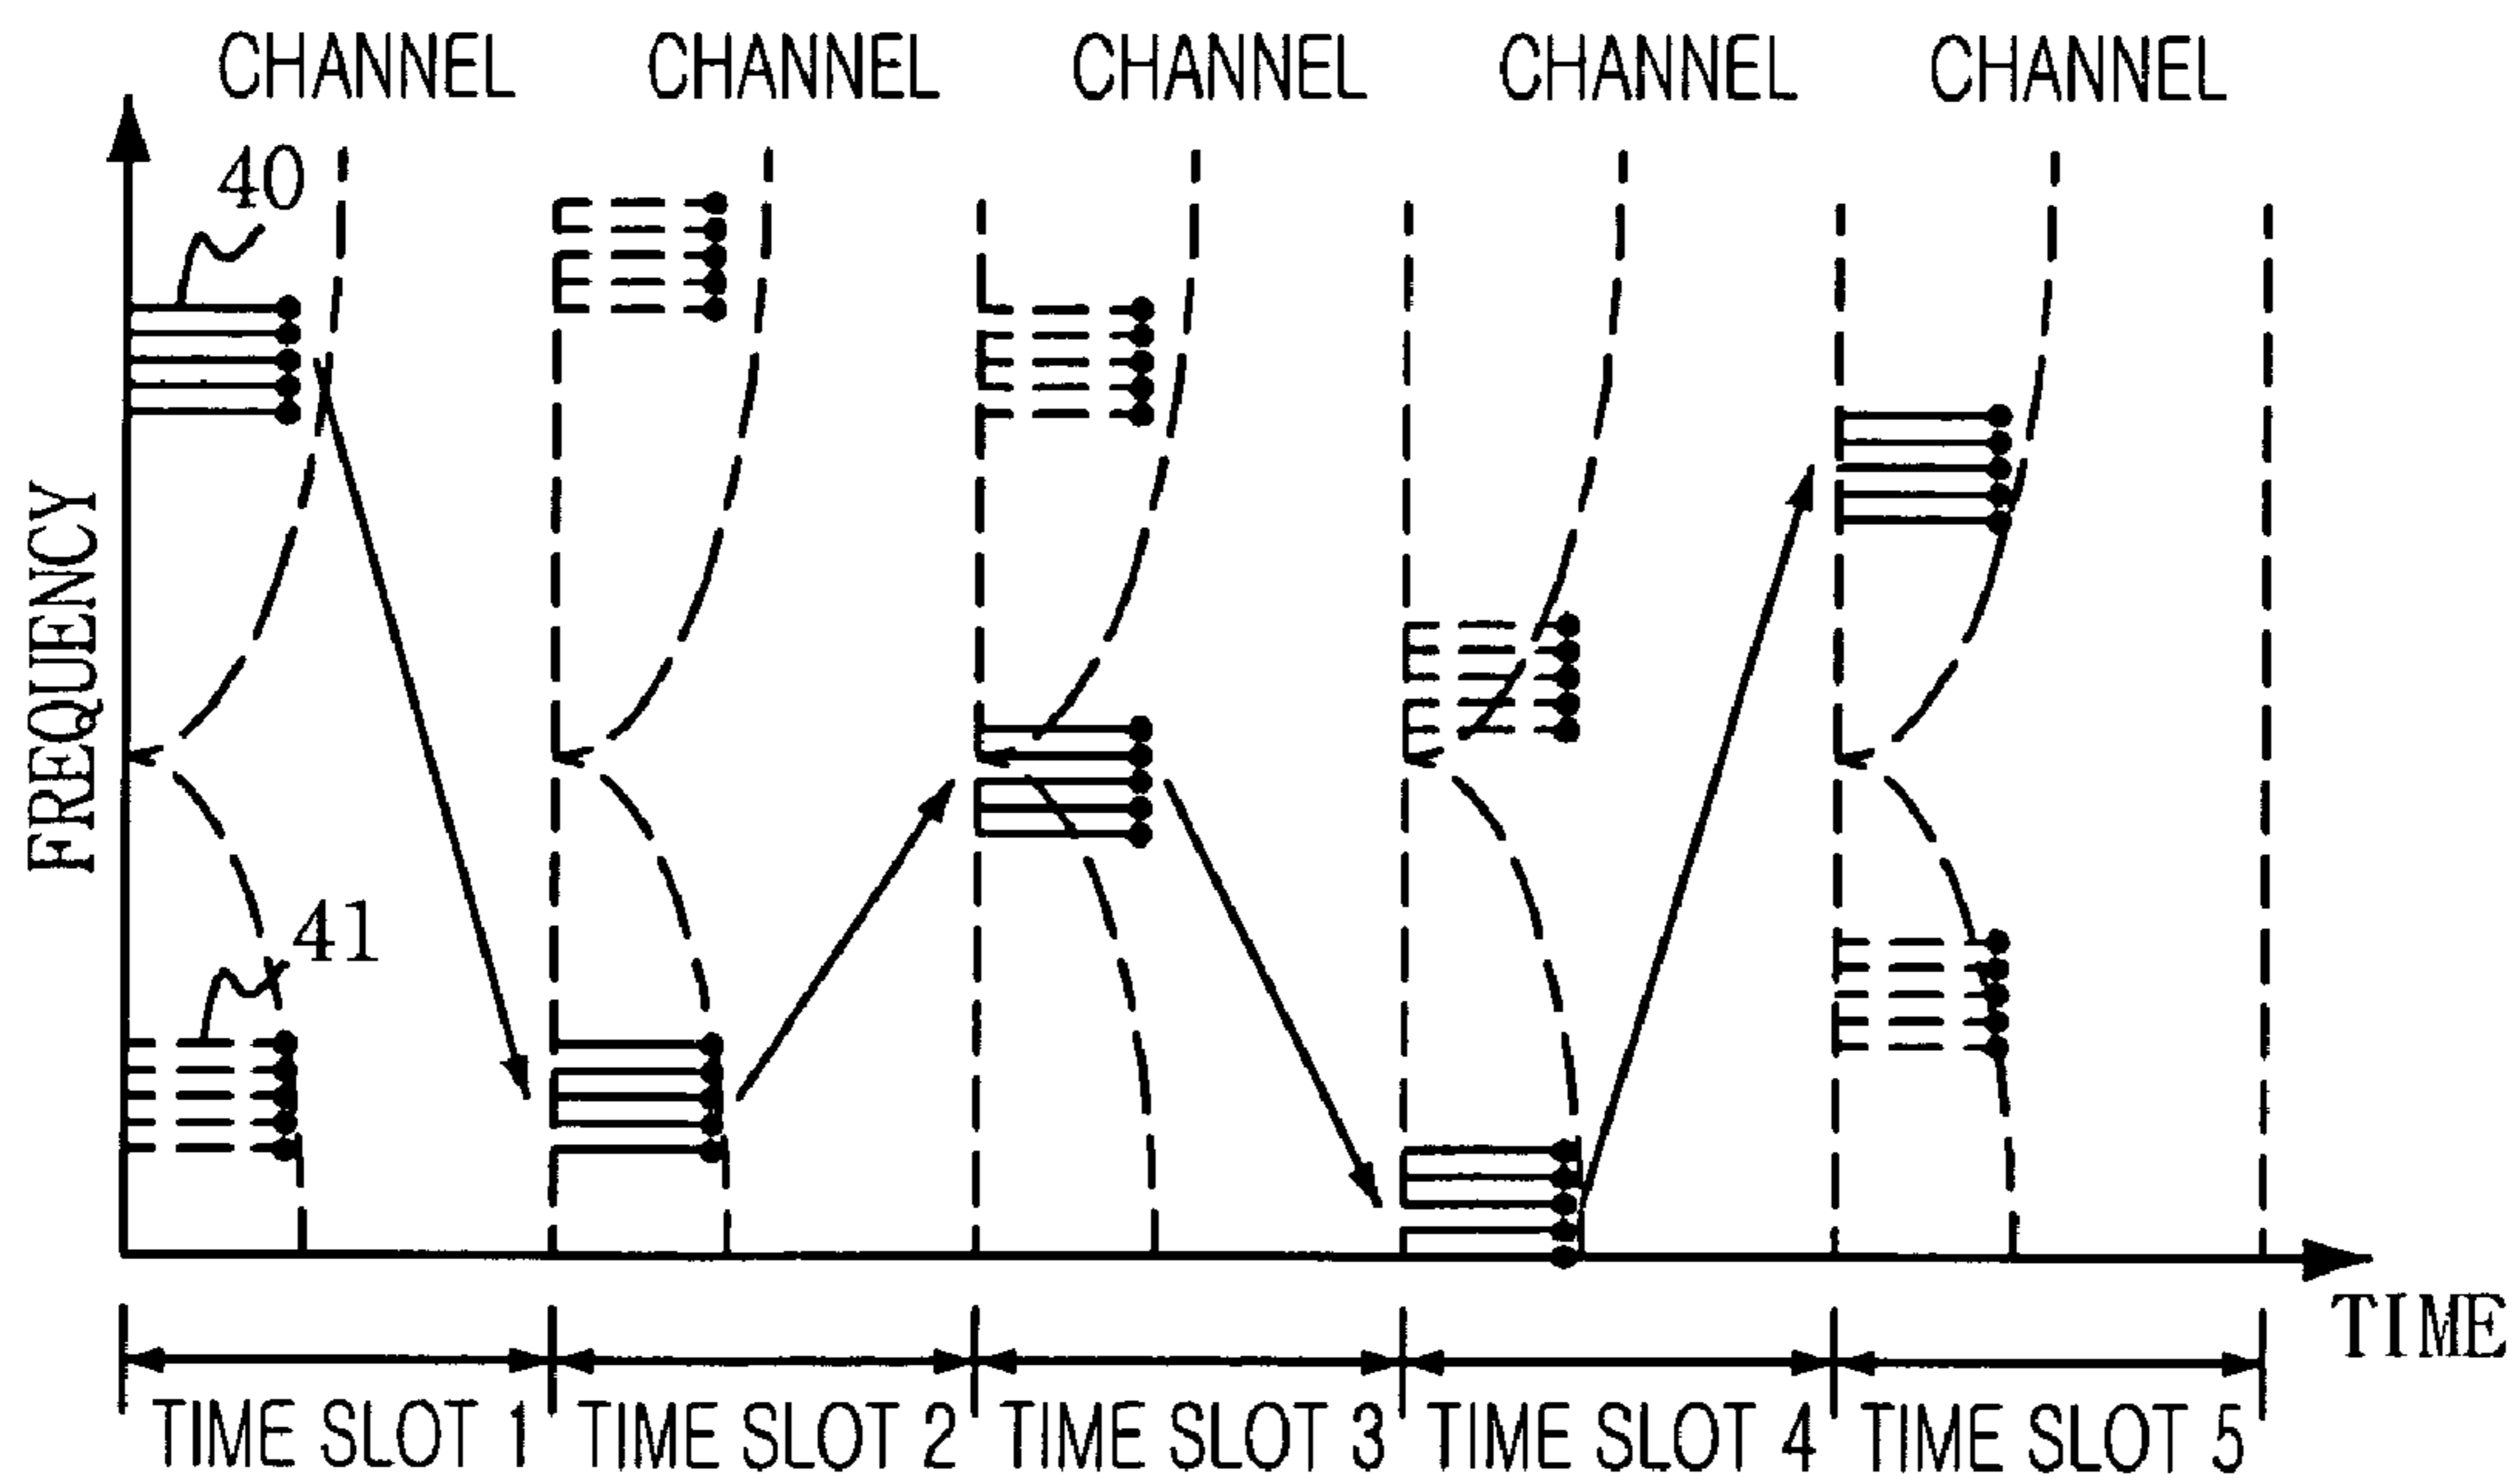 CHANNEL CHANNEL CHANNEL CHANNEL CHANNEL
40
FREQUENCY
41
TIME
TIME SLOT 1 TIME SLOT 2 TIME SLOT 3 TIME SLOT 4 TIME SLOT 5